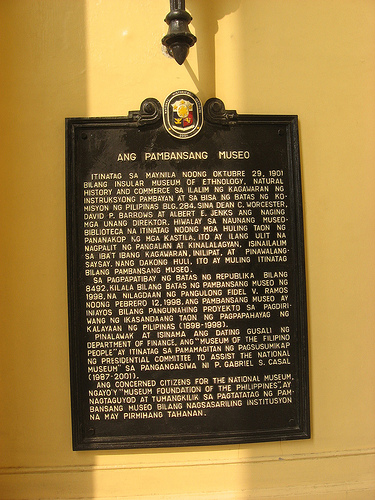 ANG PAMBANSANG MUSEO
ITINATAG SA MAYNILA NOONG OKTUBRE 29, 1901
BILANG INSULAR MUSEUM OF ETHNOLOGY, NATURAL
HISTORY AND COMMERCE SA ILALIM NG KAGAWARAN NG
INSTRUKSYONG PAMBAYAN AT SA BISA NG BATAS NG KO-
MISYON NG PILIPINAS BLG. 284. SINA DEAN C. WORCESTER,
DAVID P. BARROWS AT ALBERT E. JENKS ANG NAGING
MGA UNANG DIREKTOR. HIWALAY SA NAUNANG MUSEO-
BIBLIOTECA NA ITINATAG NOONG MGA HULING TAON NG
PANANAKOP NG MGA KASTILA, ITO AY ILANG ULIT NA
NAGPALIT NG PANGALAN AT KINALALAGYAN, ISINAILALIM
SA IBA'T IBANG KAGAWARAN, INILIPAT, AT PINAWALANG-
SAYSAY. NANG DAKONG HULI, ITO AY MULING ITINATAG
BILANG PAMBANSANG MUSEO.
SA PAGPAPATIBAY NG BATAS NG REPUBLIKA BILANG
8492, KILALA BILANG BATAS NG PAMBANSANG MUSEO NG
1998, NA NILAGDAAN NG PANGULONG FIDEL V. RAMOS
NOONG PEBRERO 12, 1998, ANG PAMBANSANG MUSEO AY
INIAYOS BILANG PANGUNAHING PROYEKTO SA PAGDIRI-
WANG NG IKASANDAANG TAON NG PAGPAPAHAYAG NG
KALAYAAN NG PILIPINAS (1898-1998).
PINALAWAK AT ISINAMA ANG DATING GUSALI NG
DEPARTMENT OF FINANCE, ANG "MUSEUM OF THE FILIPINO
PEOPLE" AY ITINATAG SA PAMAMAGITAN NG PAGSUSUMIKAP
NG PRESIDENTIAL COMMITTEE TO ASSIST THE NATIONAL
MUSEUM" SA PANGANGASIWA NI P. GABRIEL S. CASAL
(1987-2001).
ANG CONCERNED CITIZENS FOR THE NATIONAL MUSEUM,
NGAYO'Y "MUSEUM FOUNDATION OF THE PHILIPPINES", AY
NAGTAGUYOD AT TUMANGKILIK SA PAGTATATAG NG PAM-
BANSANG MUSEO BILANG NAGSASARILING INSTITUSYON
NA MAY PIRMIHANG TAHANAN.